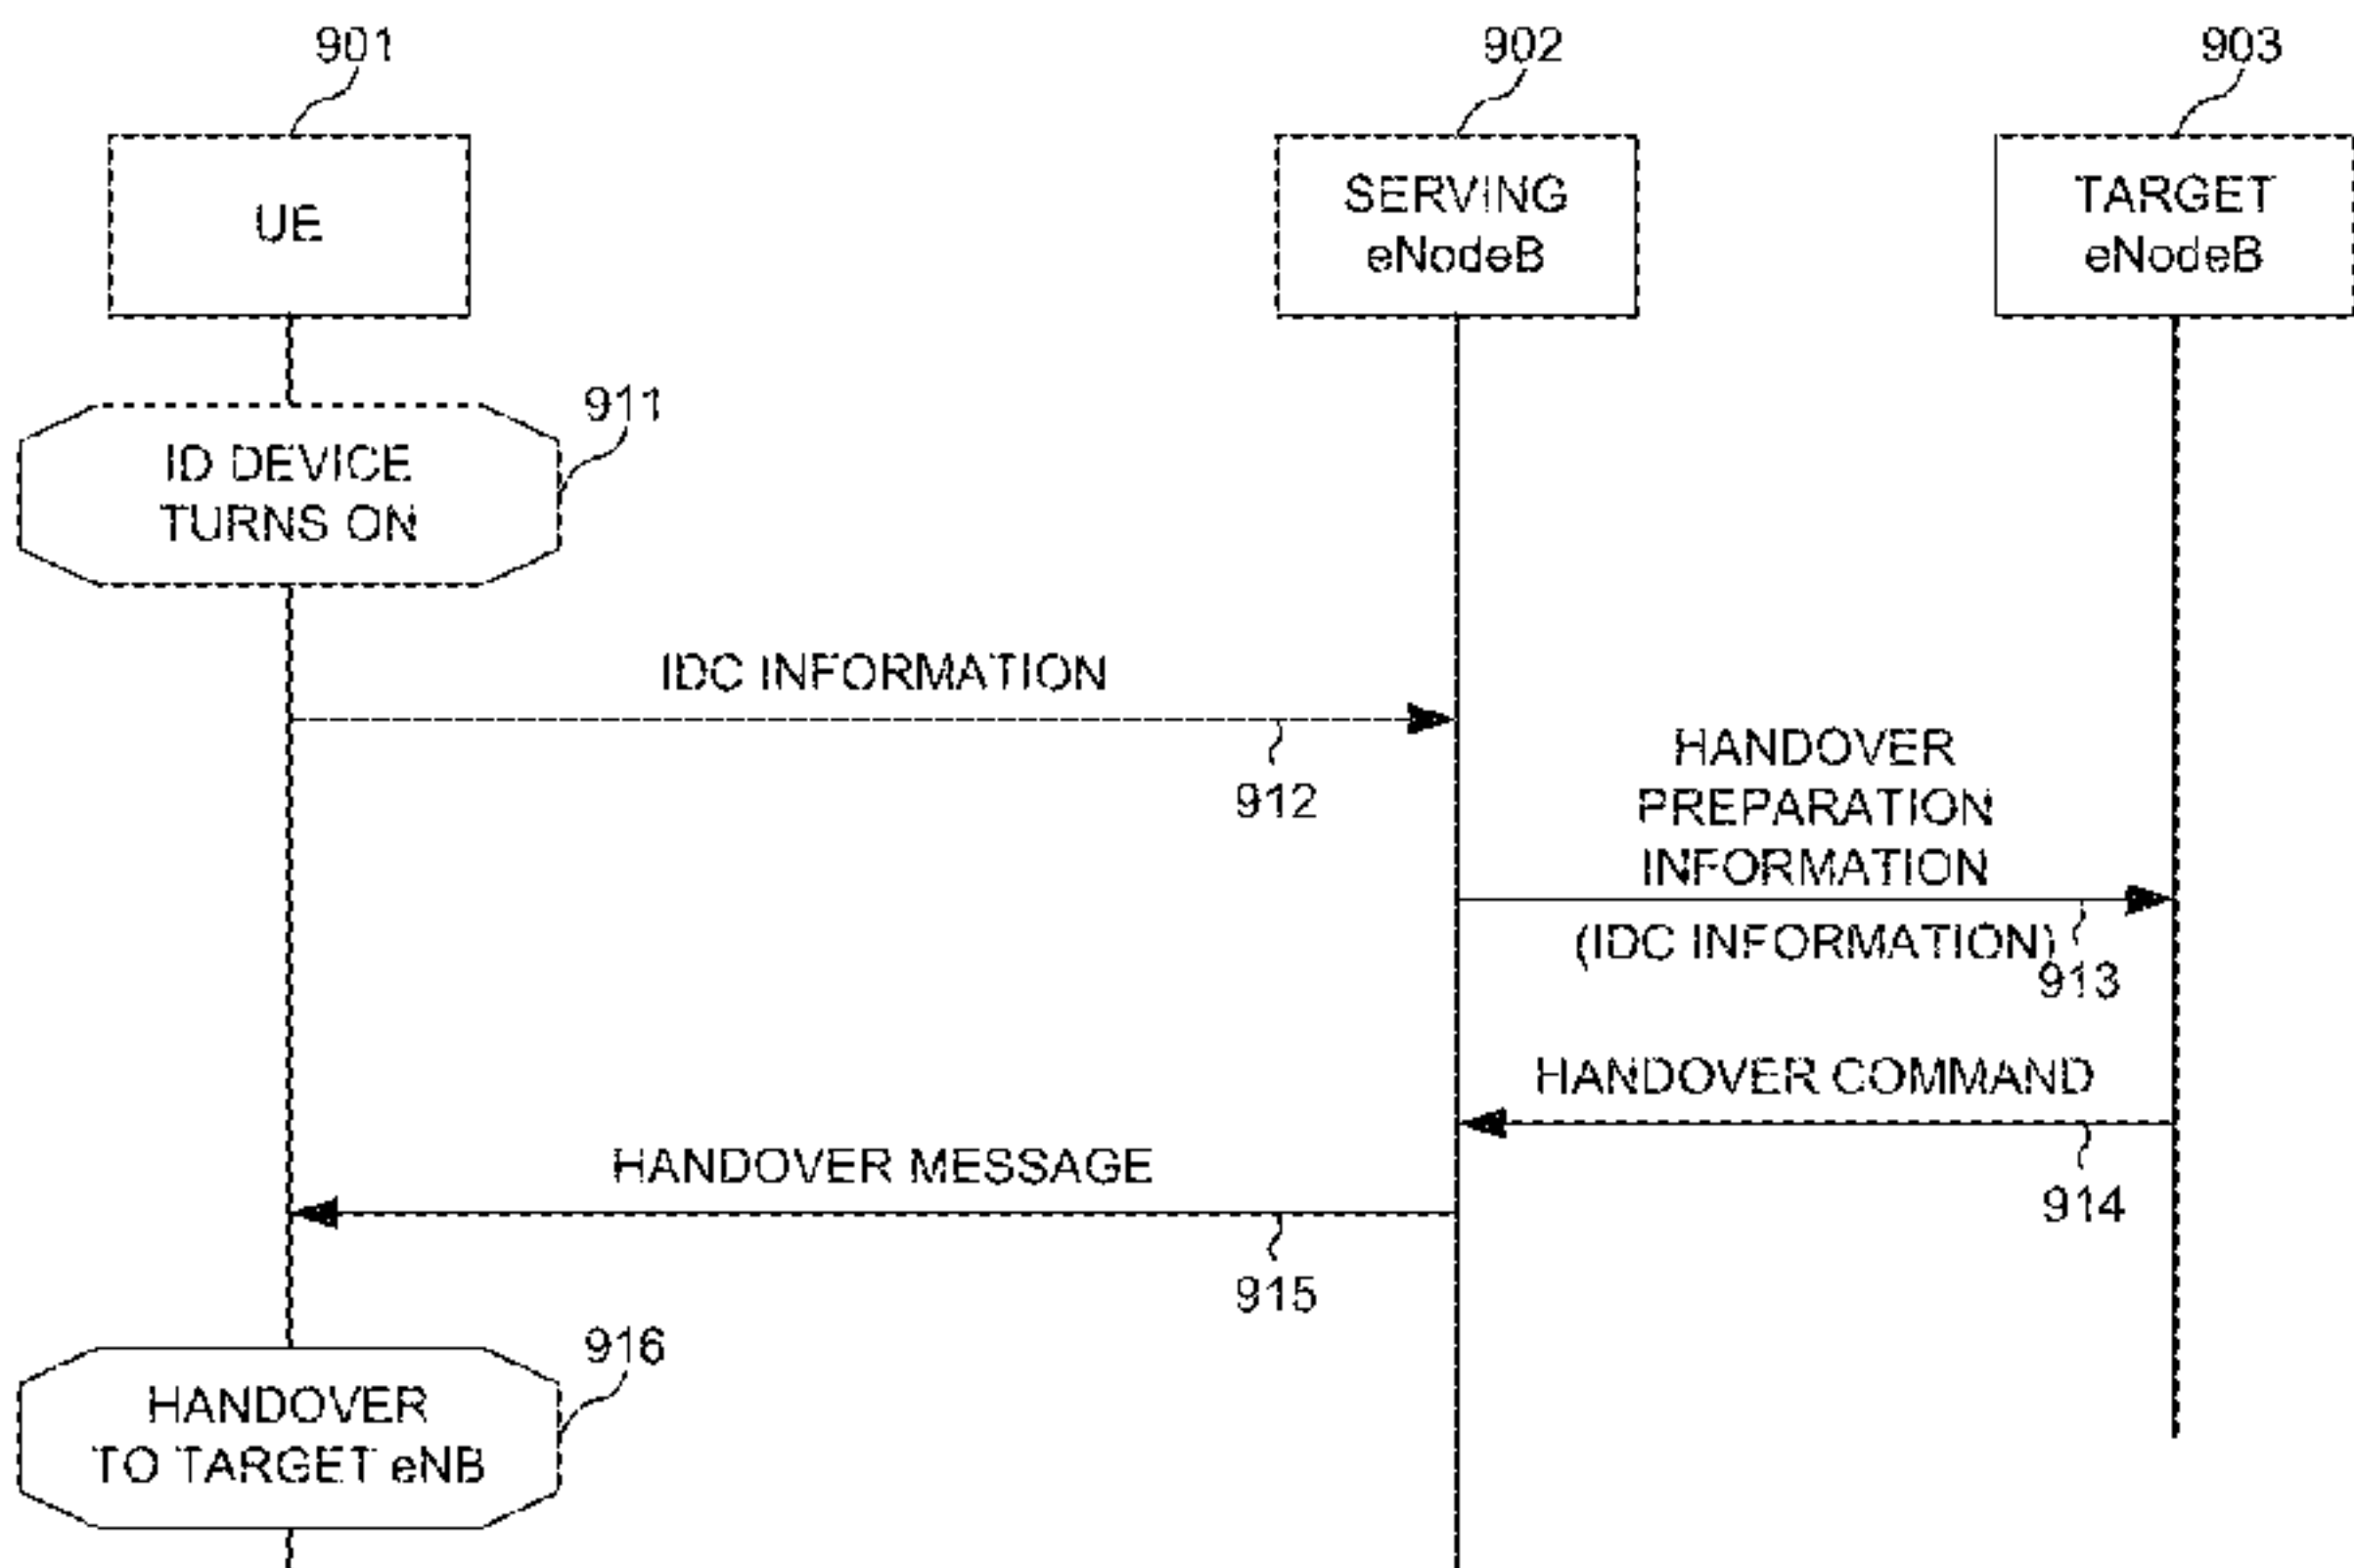 901
902
903
UE
SERVING
eNodeB
TARGET
eNodeB
911
ID DEVICE
TURNS ON
IDC INFORMATION
912
HANDOVER
PREPARATION
INFORMATION
(IDC INFORMATION)
913
HANDOVER COMMAND
914
HANDOVER MESSAGE
915
916
HANDOVER
TO TARGET eNB